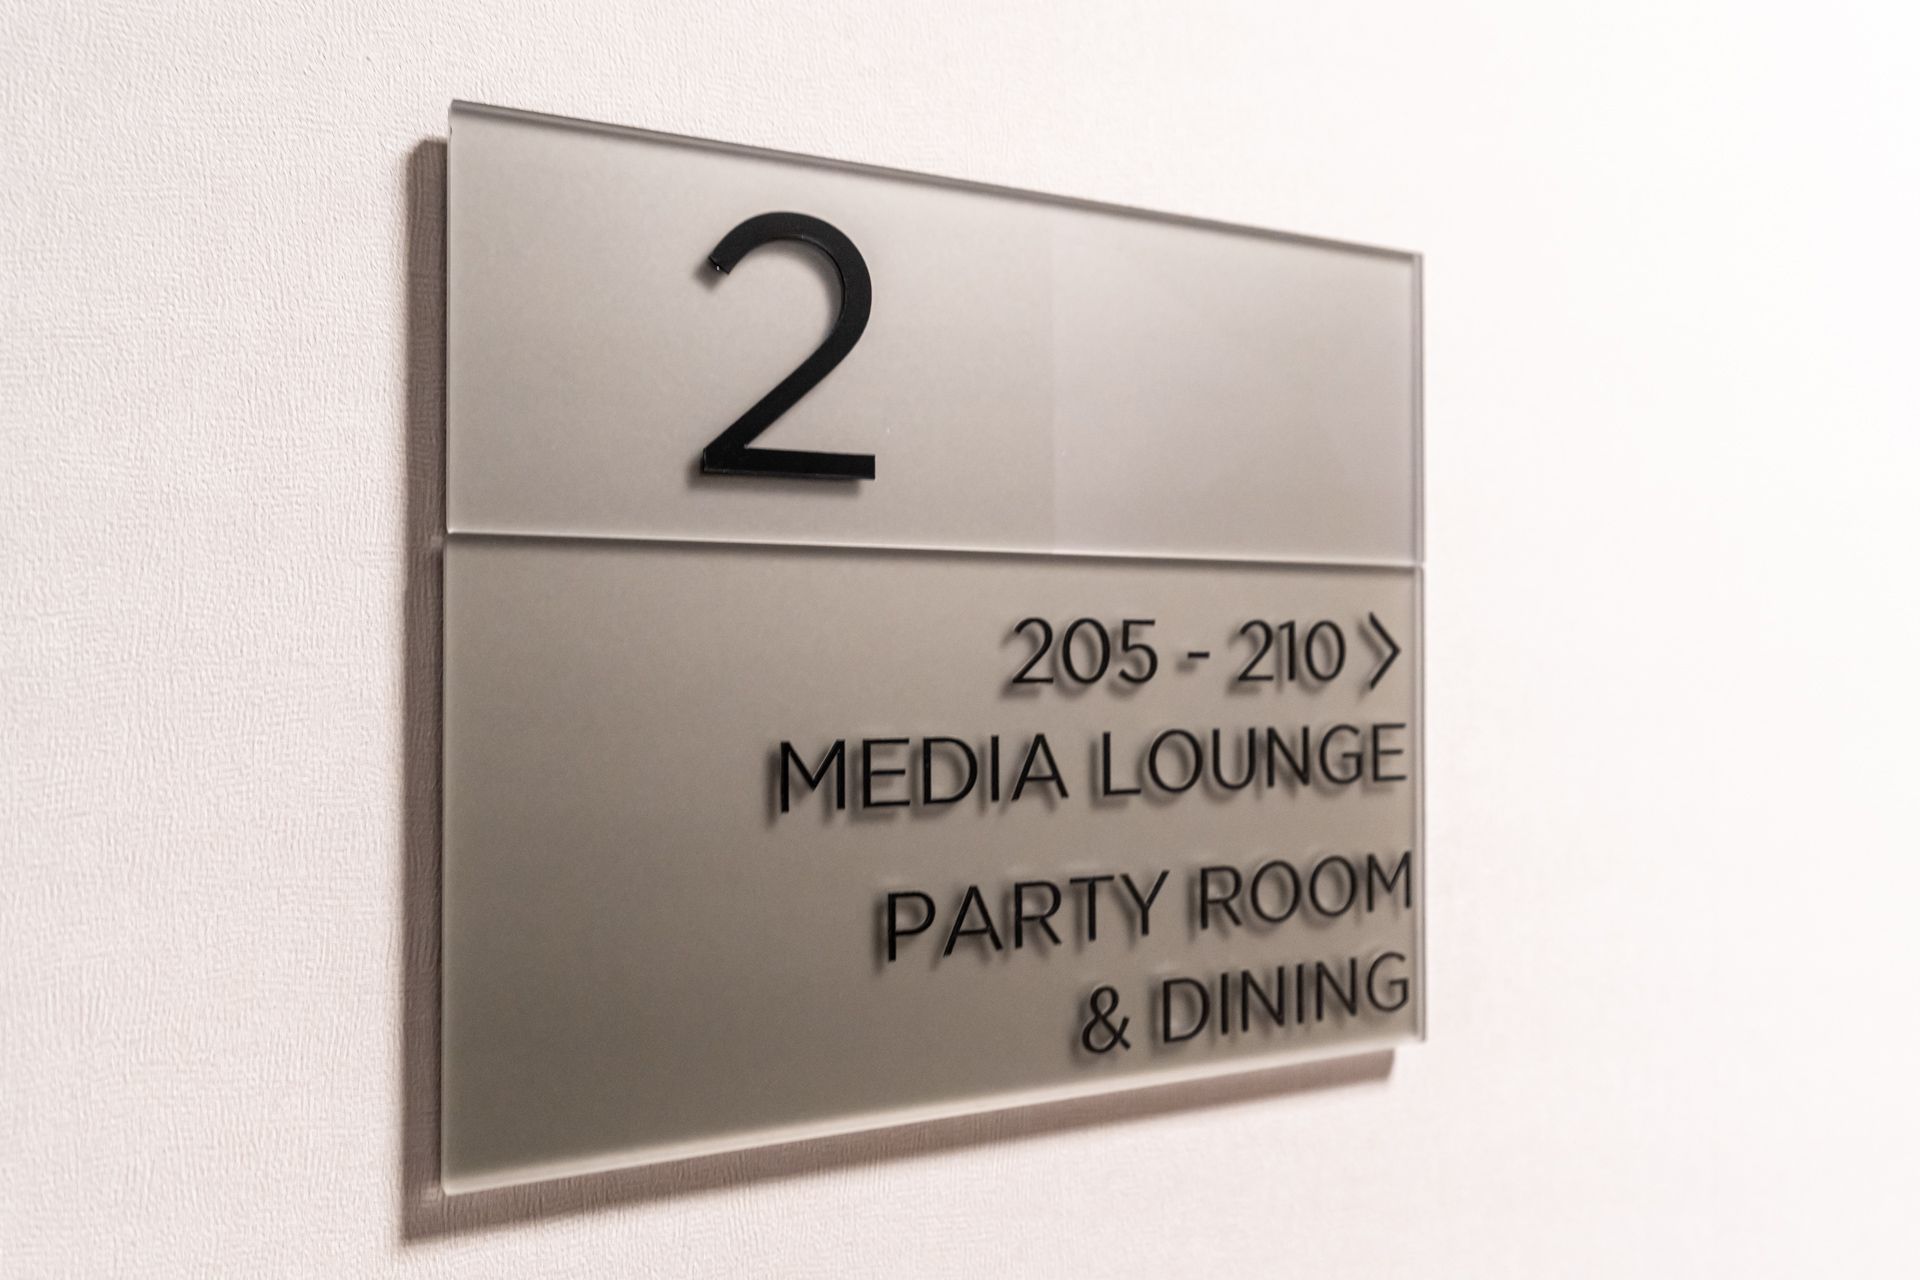 2
205 - 210 >
MEDIA LOUNGE
PARTY ROOM
& DINING